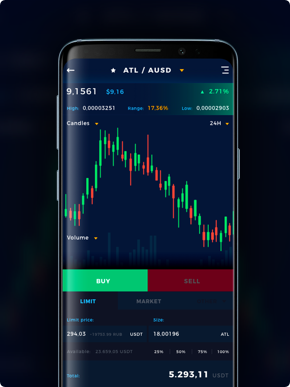 ATL / AUSD
9,1561 $9,16 2.71%
High: 0.00003251 Range: 17,36% Low: 0.00002903
Candles 24H
Volume
BUY SELL
LIMIT MARKET
Limit price: Size
294.03 USDT 18,00196 ATL
Available: USDT 25% 50% 75% 100%
Total: 5.293,11 USDT